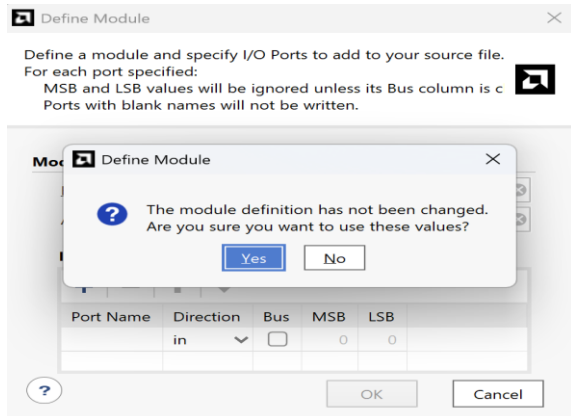 Define Module
Define a module and specify I/O Ports to add to your source file.
For each port specified:
MSB and LSB values will be ignored unless its Bus column is c
Ports with blank names will not be written.
Mo
Define Module
The module definition has not been changed.
Are you sure you want to use these values?
Yes No
Port Name Direction Bus MSB LSB
in 0 0
? OK Cancel